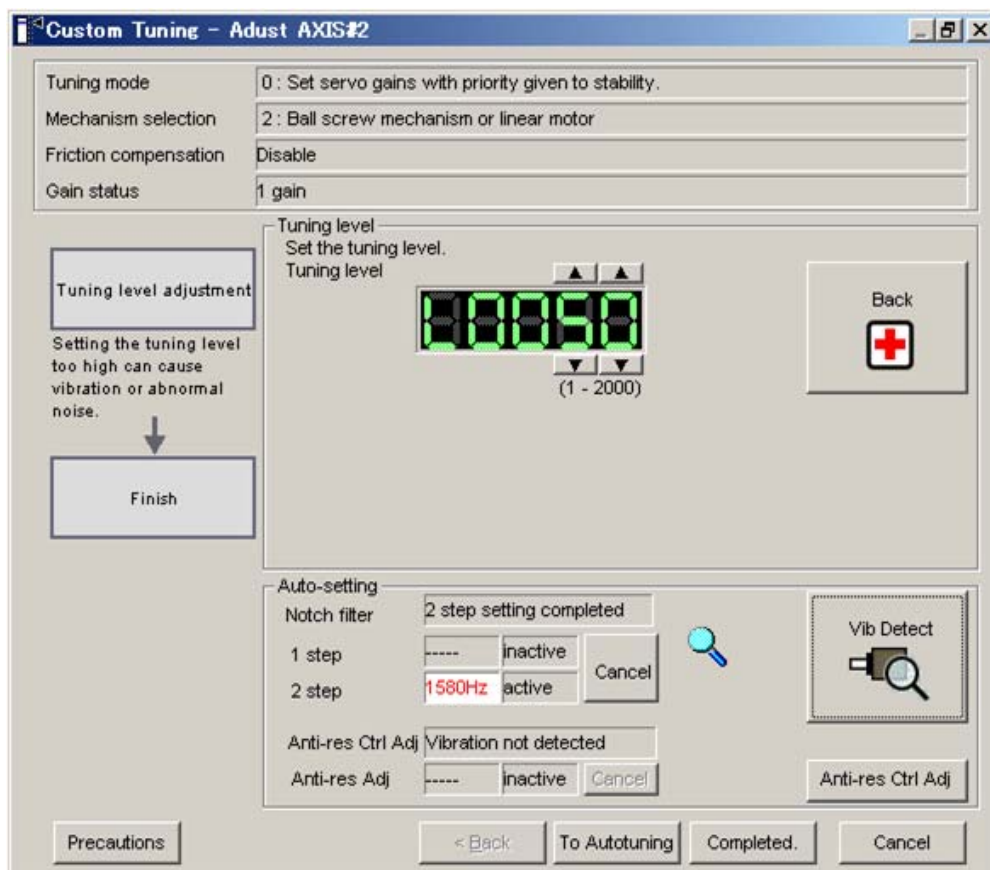 Custom Tuning - Adust AXIS#2
Tuning mode 0 : Set servo gains with priority given to stability.
Mechanism selection 2 : Ball screw mechanism or linear motor
Friction compensation Disable
Gain status 1 gain
Tuning level
Set the tuning level.
Tuning level
L0050
(1 - 2000)
Back
Tuning level adjustment
Setting the tuning level
too high can cause
vibration or abnormal
noise.
Finish
Auto-setting
Notch filter 2 step setting completed
1 step ----- inactive
2 step 1580Hz active
Cancel
Vib Detect
Anti-res Ctrl Adj Vibration not detected
Anti-res Adj ----- inactive Cancel
Anti-res Ctrl Adj
Precautions < Back To Autotuning Completed. Cancel